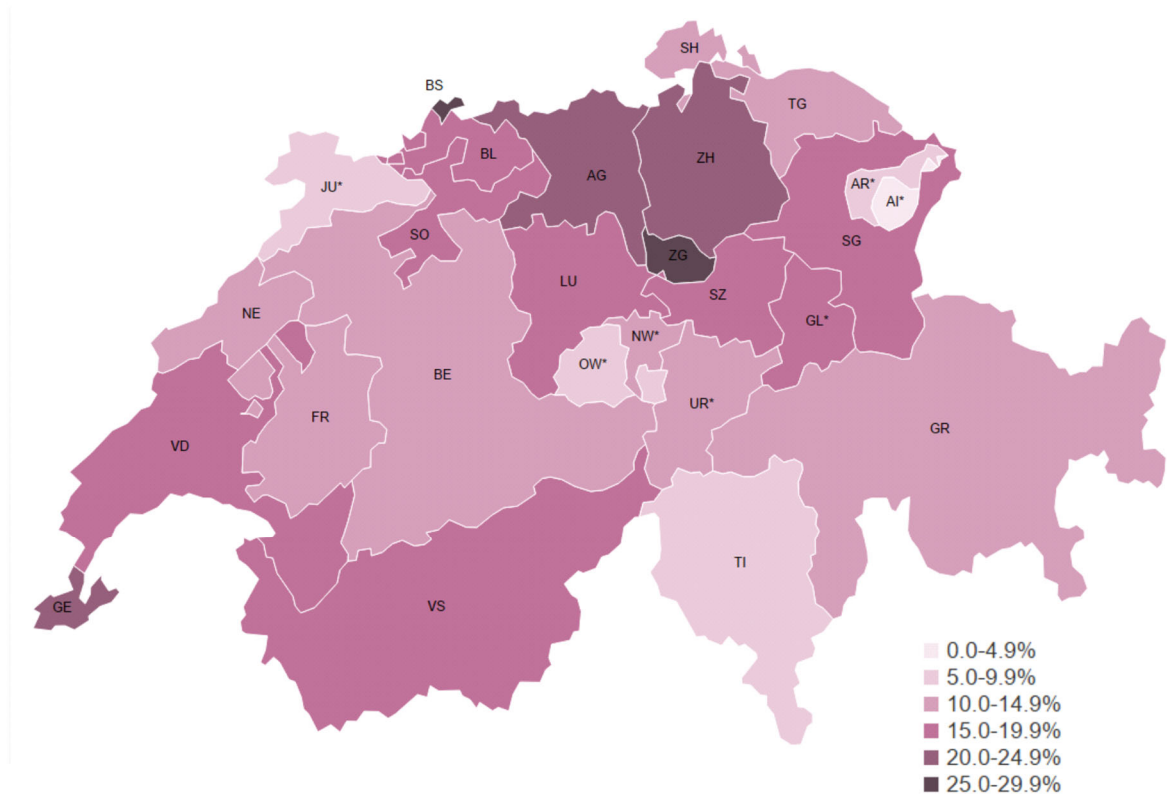 SH
BS
TG
BL
ZH
AG
JU*
AR*
AI*
SO
SG
ZG
LU
SZ
NE
GL*
NW*
OW*
BE
UR*
FR
GR
VD
TI
GE
VS
0.0-4.9%
5.0-9.9%
10.0-14.9%
15.0-19.9%
20.0-24.9%
25.0-29.9%